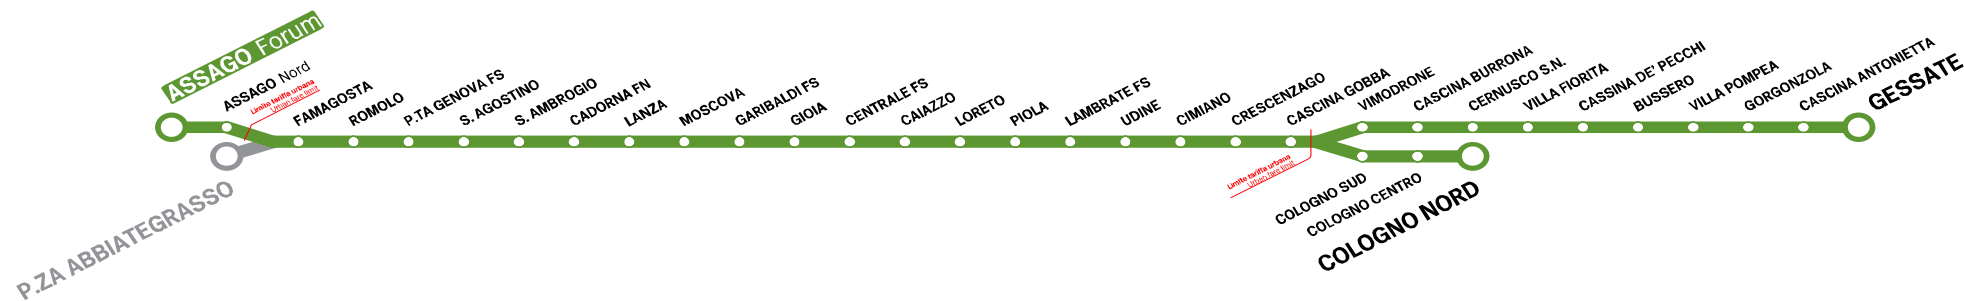 ASSAGO Forum
ASSAGO Nord
Limite tariffa urbana
Urban fare limit
P.ZA ABBIATEGRASSO
FAMAGOSTA
ROMOLO
P.TA GENOVA FS
S. AGOSTINO
S. AMBROGIO
CADORNA FN
LANZA
MOSCOVA
GARIBALDI FS
GIOIA
CENTRALE FS
CAIAZZO
LORETO
PIOLA
LAMBRATE FS
UDINE
CIMIANO
CRESCENZAGO
CASCINA GOBBA
Limite tariffa urbana
Urban fare limit
VIMODRONE
CASCINA BURRONA
CERNUSCO S.N.
VILLA FIORITA
CASSINA DE' PECCHI
BUSSERO
VILLA POMPEA
GORGONZOLA
CASCINA ANTONIETTA
GESSATE
COLOGNO SUD
COLOGNO CENTRO
COLOGNO NORD